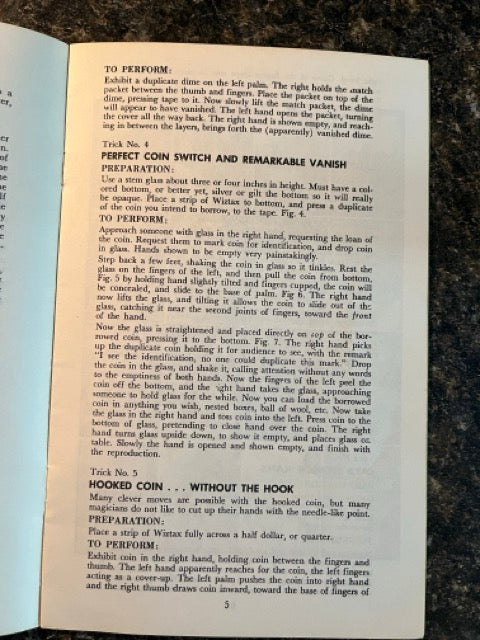 a
er,
er
n.
of
he
ne
lf
le
y
e
TO PERFORM:
Exhibit a duplicate dime on the left palm. The right holds the match
packet between the thumb and fingers. Place the packet on top of the
dime, pressing tape to it. Now slowly lift the match packet, the dime
will appear to have vanished. The left hand opens the packet, turning
the cover all the way back. The right hand is shown empty, and reach-
ing in between the layers, brings forth the (apparently) vanished dime.
Trick No. 4
PERFECT COIN SWITCH AND REMARKABLE VANISH
PREPARATION:
Use a stem glass about three or four inches in height. Must have a col-
ored bottom, or better yet, silver or gilt the bottom so it will really
be opaque. Place a strip of Wiztax to bottom, and press a duplicate
of the coin you intend to borrow, to the tape. Fig. 4.
TO PERFORM:
Approach someone with glass in the right hand, requesting the loan of
the coin. Request them to mark coin for identification, and drop coin
in glass. Hands shown to be empty very painstakingly.
Step back a few feet, shaking the coin in glass so it tinkles. Rest the
glass on the fingers of the left, and then pull the coin from bottom.
Fig. 5 by holding hand slightly tilted and fingers cupped, the coin will
be concealed, and slide to the base of palm. Fig 6. The right hand
now lifts the glass, and tilting it allows the coin to slide out of the
glass, catching it near the second joints of fingers, toward the front
of the hand.
Now the glass is straightened and placed directly on top of the bor-
rowed coin, pressing it to the bottom. Fig. 7. The right hand picks
up the duplicate coin holding it for audience to see, with the remark
"I see the identification, no one could duplicate this mark." Drop
the coin in the glass, and shake it, calling attention without any words
to the emptiness of both hands. Now the fingers of the left peel the
coin off the bottom, and the right hand takes the glass, approaching
someone to hold glass for the while. Now you can load the borrowed
coin in anything you wish, nested boxes, ball of wool, etc. Now take
the glass in the right hand and toss coin into the left. Press coin to the
bottom of glass, pretending to close hand over the coin. The right
hand turns glass upside down, to show it empty, and places glass on
table. Slowly the hand is opened and shown empty, and finish with
the reproduction.
Trick No. 5
HOOKED COIN . . . WITHOUT THE HOOK
Many clever moves are possible with the hooked coin, but many
magicians do not like to cut up their hands with the needle-like point.
PREPARATION:
Place a strip of Wiztax fully across a half dollar, or quarter.
TO PERFORM:
Exhibit coin in the right hand, holding coin between the fingers and
thumb. The left hand apparently reaches for the coin, the left fingers
acting as a cover-up. The left palm pushes the coin into right hand
and the right thumb draws coin inward, toward the base of fingers of
5